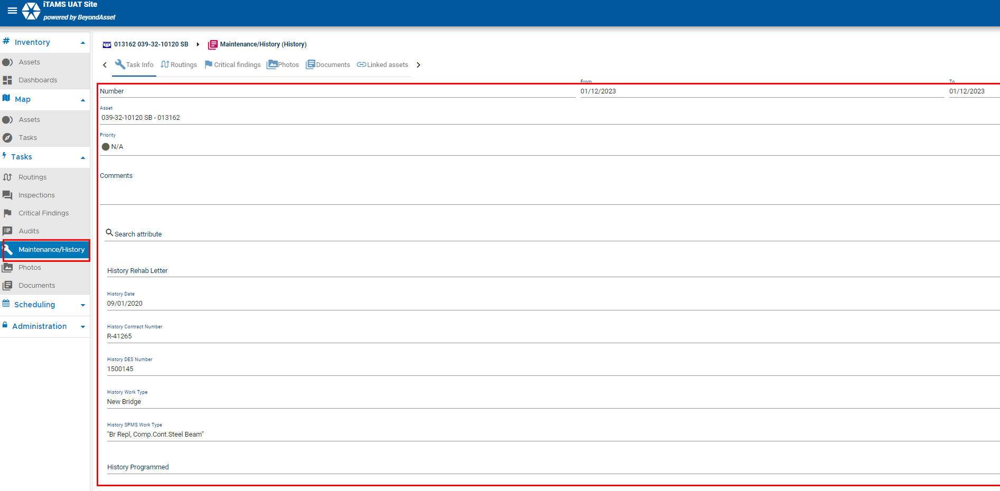 iTAMS UAT Site
powered by BeyondAsset
Inventory
Assets
Dashboards
Map
Assets
Tasks
Tasks
Routings
Inspections
Critical Findings
Audits
Maintenance/History
Photos
Documents
Scheduling
Administration
013162 039-32-10120 SB Maintenance/History (History)
Task Info Routings Critical findings Photos Documents Linked assets
From To
Number 01/12/2023 01/12/2023
Asset
039-32-10120 SB - 013162
Priority
N/A
Comments
Search attribute
History Rehab Letter
History Date
09/01/2020
History Contract Number
R-41265
History DES Number
1500145
History Work Type
New Bridge
History SPMS Work Type
"Br Repl, Comp.Cont.Steel Beam"
History Programmed